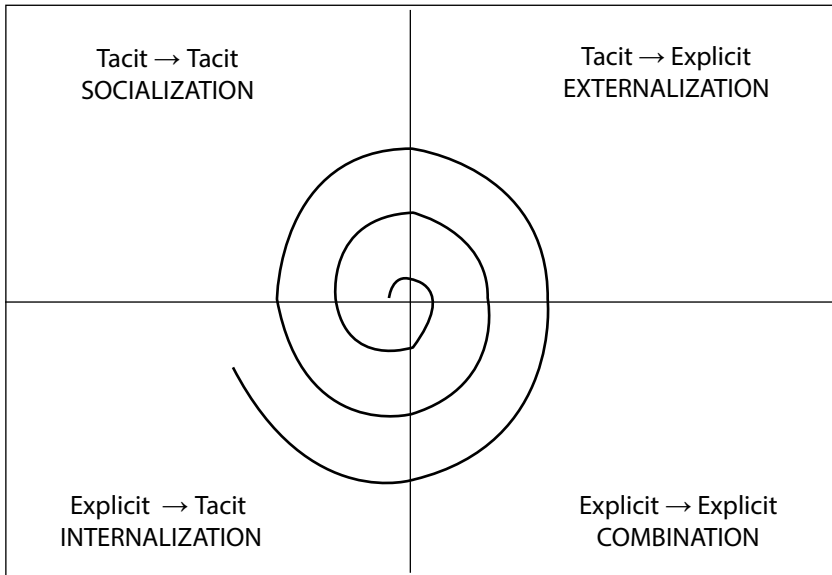 Tacit → Tacit
SOCIALIZATION
Tacit → Explicit
EXTERNALIZATION
Explicit → Tacit
INTERNALIZATION
Explicit → Explicit
COMBINATION